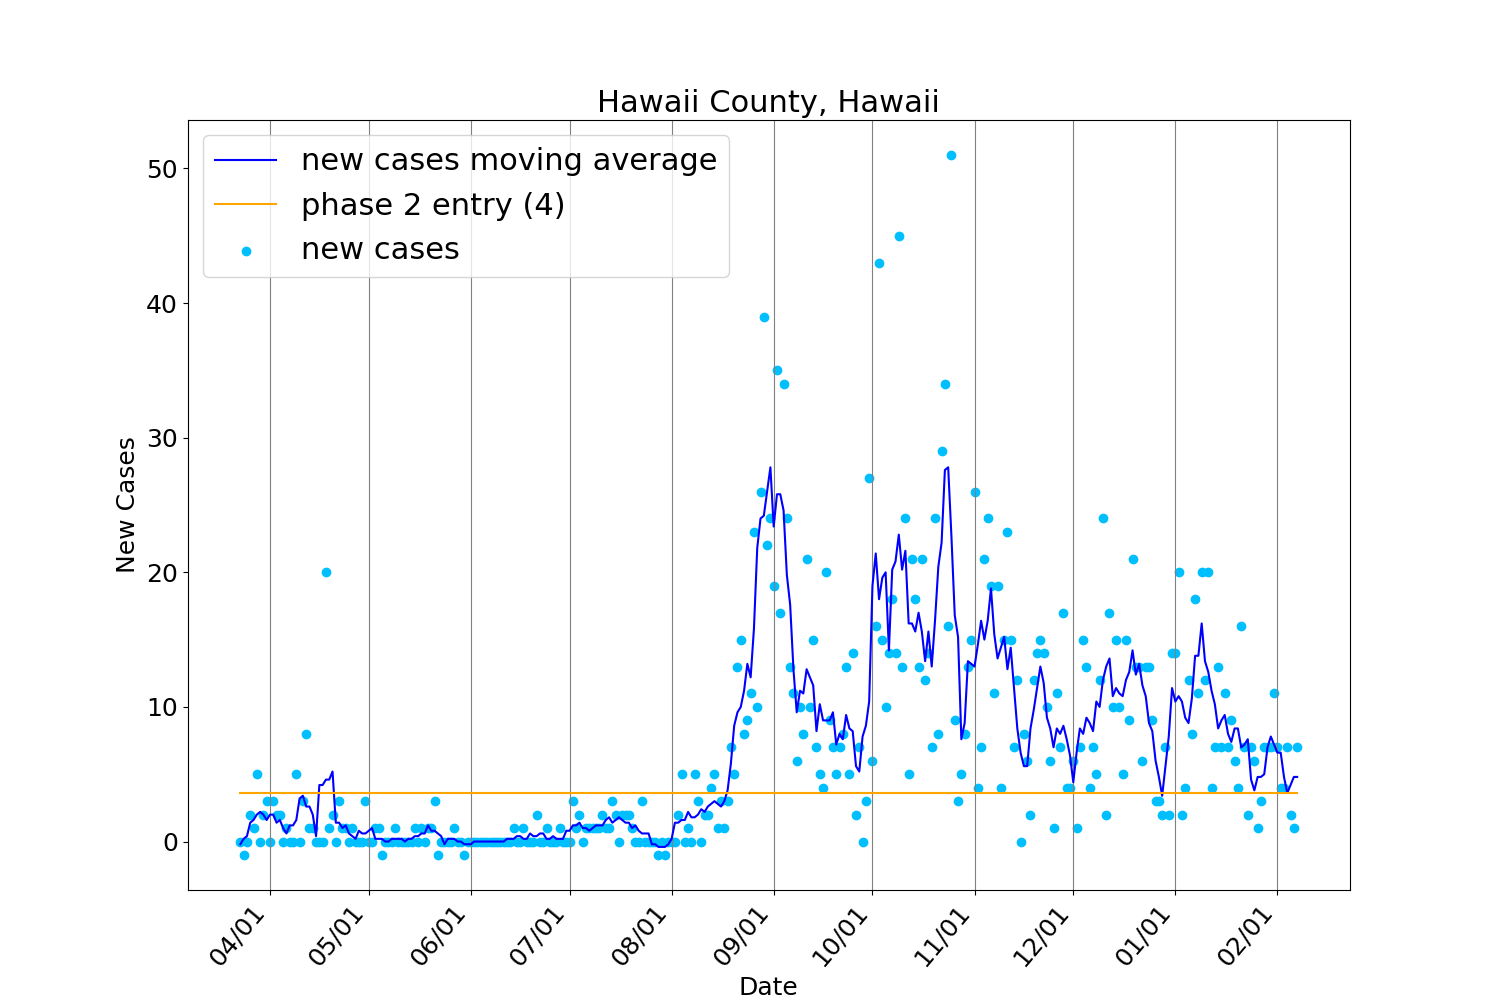 Hawaii County, Hawaii
new cases moving average
phase 2 entry (4)
new cases
50
40
30
20
10
0
New Cases
04/01
05/01
06/01
07/01
08/01
09/01
10/01
11/01
12/01
01/01
02/01
Date